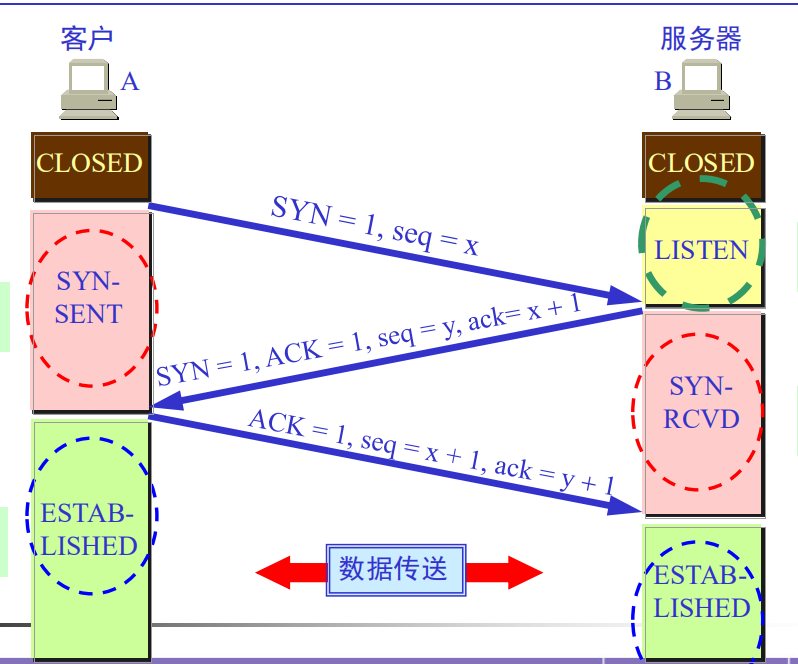 客户
服务器
A
B
CLOSED
CLOSED
SYN = 1, seq = x
LISTEN
SYN-
SENT
SYN = 1, ACK = 1, seq = y, ack= x + 1
SYN-
RCVD
ACK = 1, seq = x + 1, ack = y + 1
ESTAB-
LISHED
数据传送
ESTAB-
LISHED